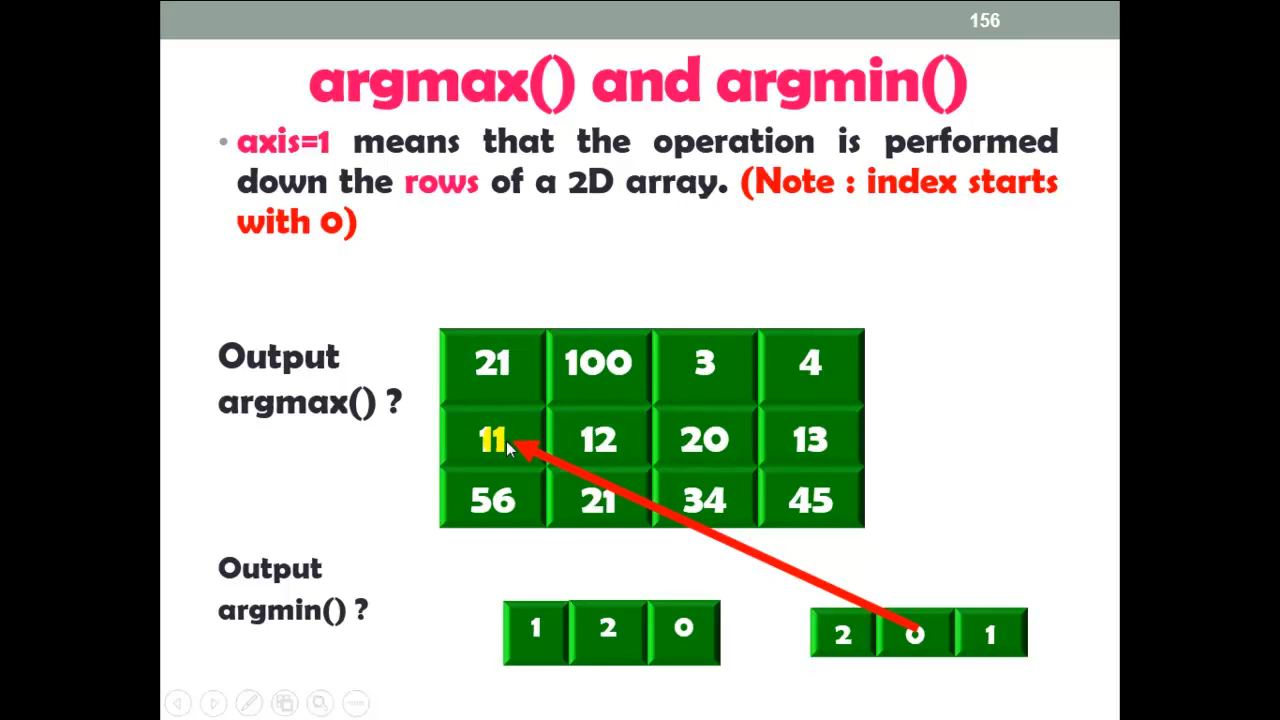 156
argmax() and argmin()
• axis=1 means that the operation is performed
down the rows of a 2D array. (Note : index starts
with 0)
Output
argmax() ?
21 100 3 4
11 12 20 13
56 21 34 45
Output
argmin() ?
1 2 0
2 0 1